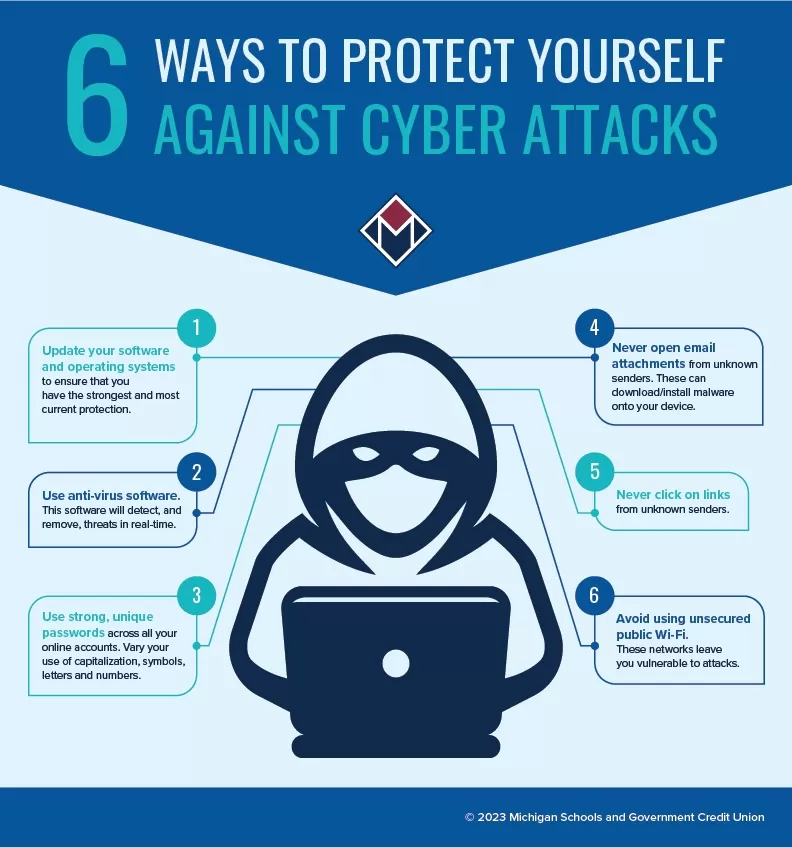 6
WAYS TO PROTECT YOURSELF
AGAINST CYBER ATTACKS
M
1
Update your software
and operating systems
to ensure that you
have the strongest and most
current protection.
2
Use anti-virus software.
This software will detect, and
remove, threats in real-time.
3
Use strong, unique
passwords across all your
online accounts. Vary your
use of capitalization, symbols,
letters and numbers.
4
Never open email
attachments from unknown
senders. These can
download/install malware
onto your device.
5
Never click on links
from unknown senders.
6
Avoid using unsecured
public Wi-Fi.
These networks leave
you vulnerable to attacks.
© 2023 Michigan Schools and Government Credit Union